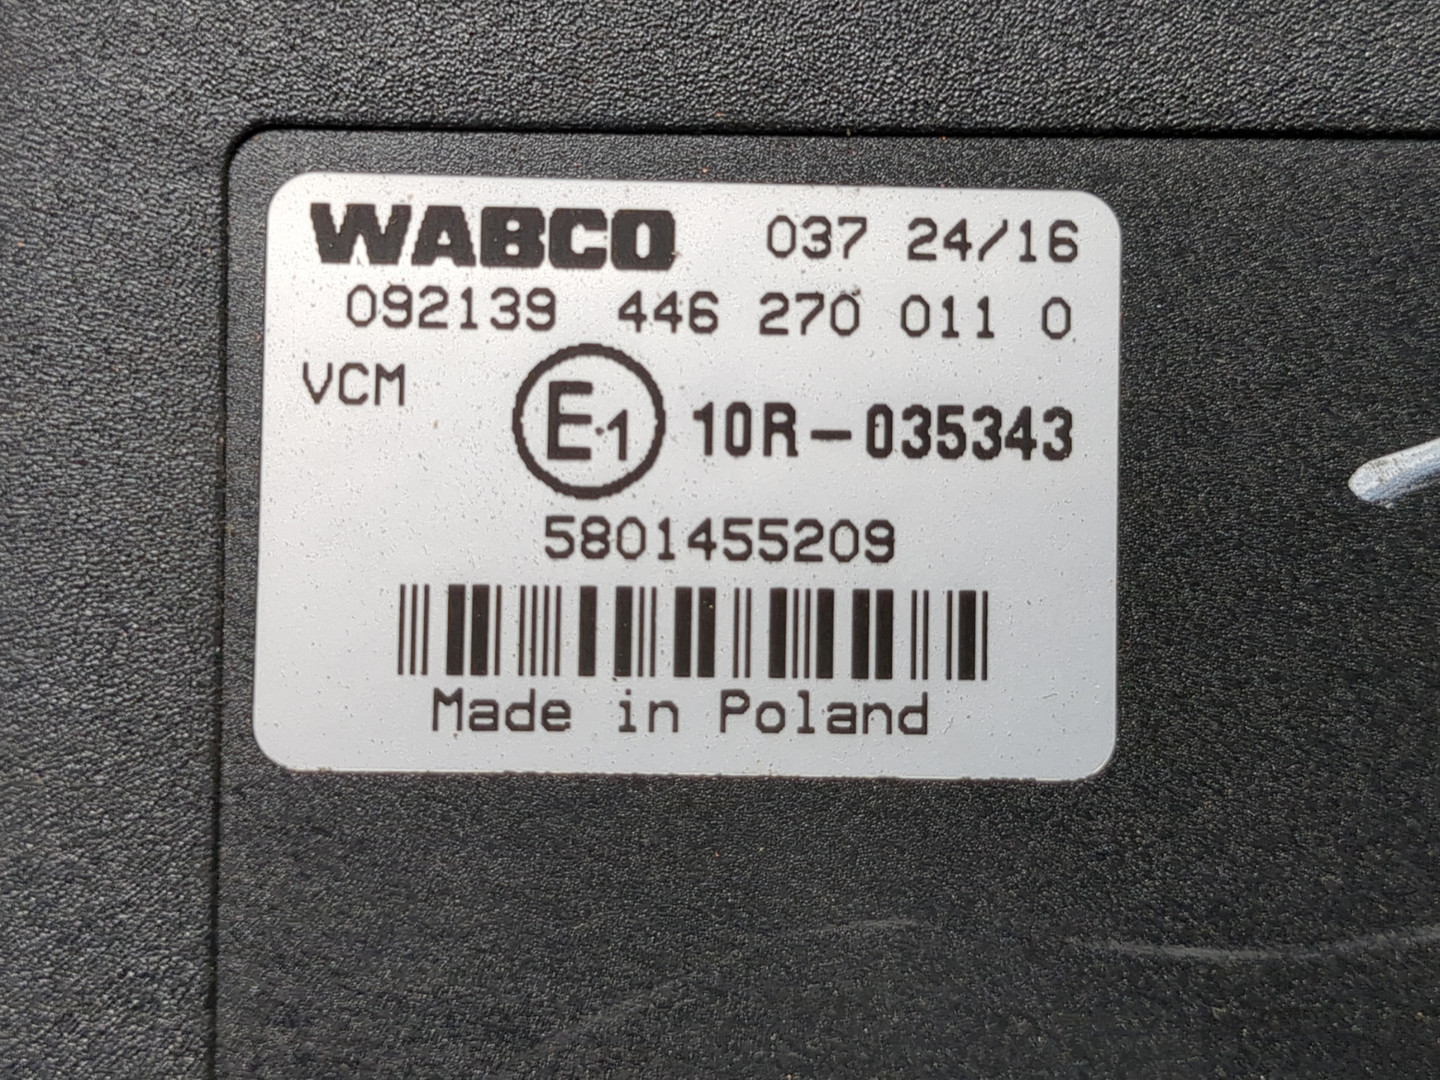 WABCO 037 24/16
092139 446 270 011 0
VCM E1 10R-035343
5801455209
Made in Poland